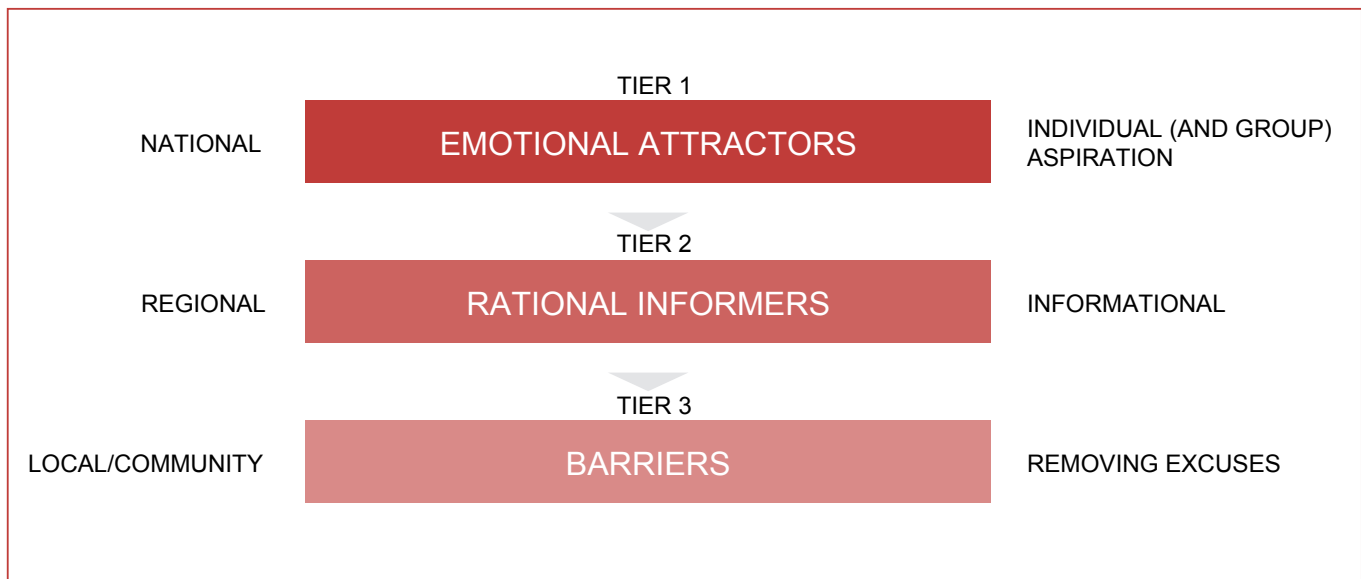 TIER 1
NATIONAL
EMOTIONAL ATTRACTORS
INDIVIDUAL (AND GROUP)
ASPIRATION
TIER 2
REGIONAL
RATIONAL INFORMERS
INFORMATIONAL
TIER 3
LOCAL/COMMUNITY
BARRIERS
REMOVING EXCUSES